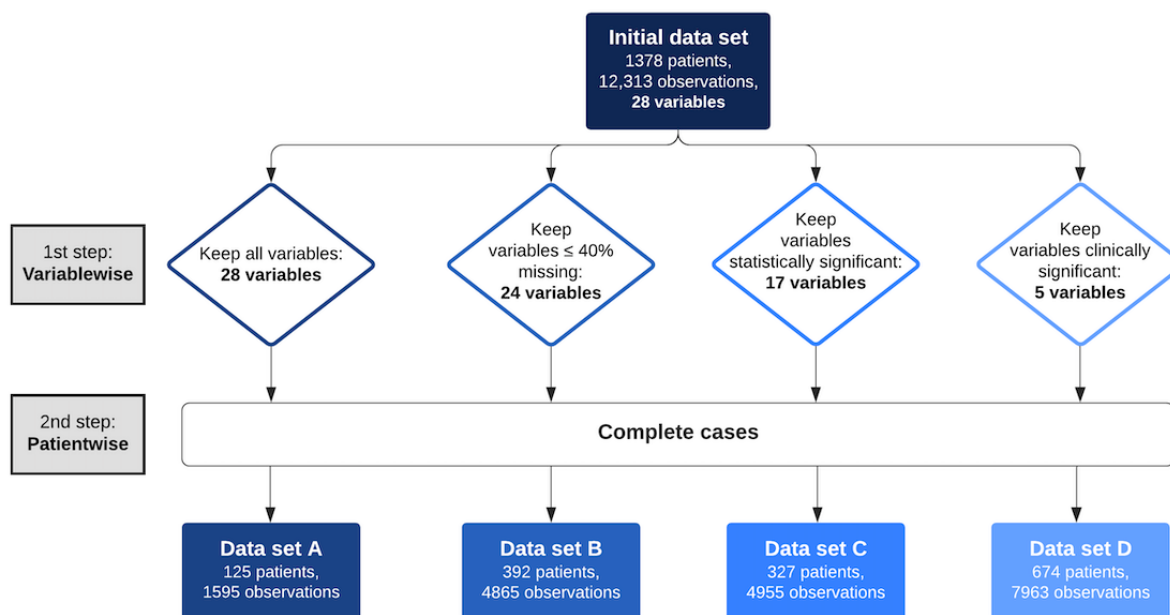 Initial data set
1378 patients,
12,313 observations,
28 variables
1st step:
Variablewise
Keep all variables:
28 variables
Keep
variables ≤ 40%
missing:
24 variables
Keep
variables
statistically significant:
17 variables
Keep
variables clinically
significant:
5 variables
2nd step:
Patientwise
Complete cases
Data set A
125 patients,
1595 observations
Data set B
392 patients,
4865 observations
Data set C
327 patients,
4955 observations
Data set D
674 patients,
7963 observations